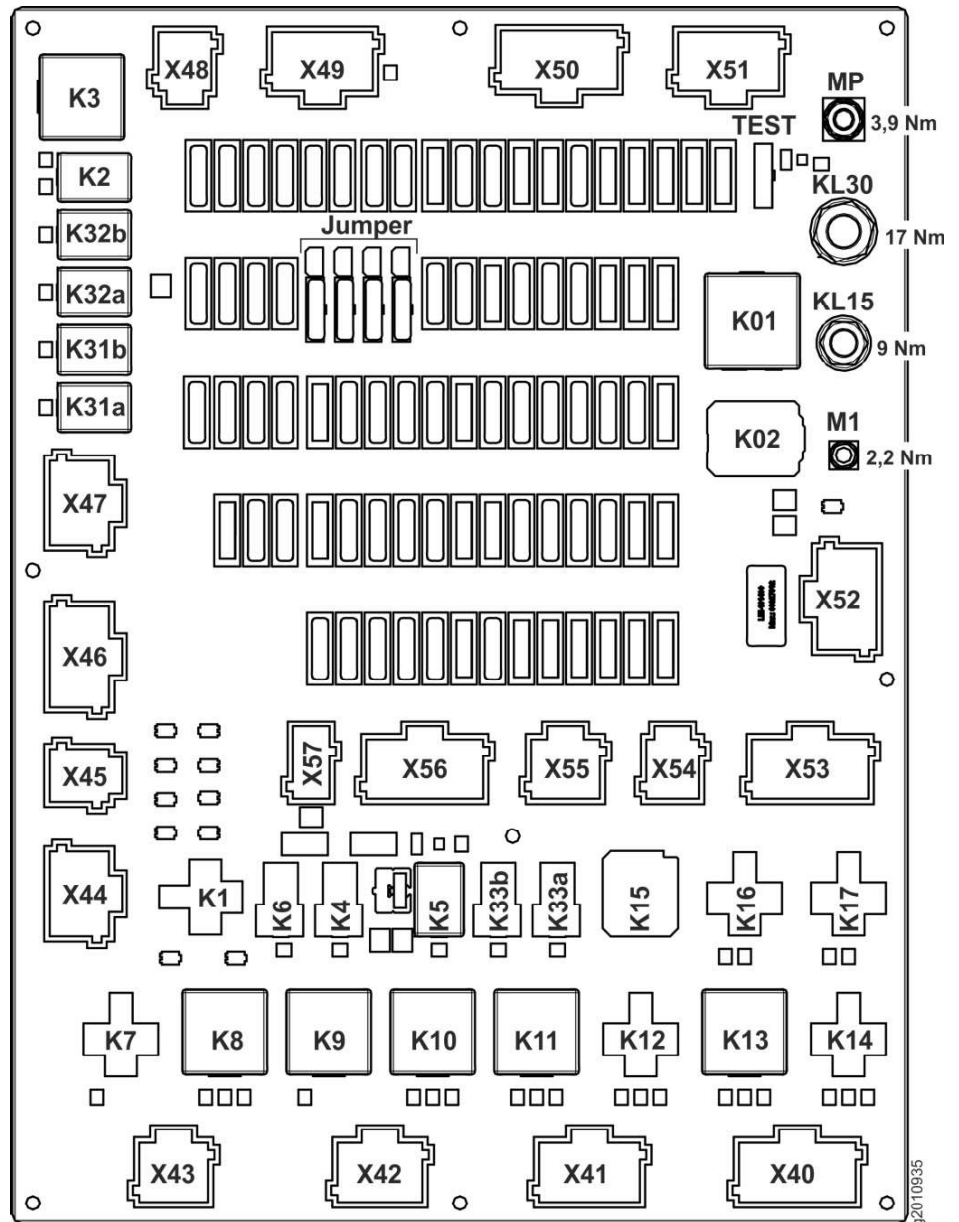 X48 X49 X50 X51
K3
MP
3,9 Nm
TEST
K2
KL30
17 Nm
K32b
Jumper
K32a
K01
KL15
9 Nm
K31b
K31a
K02
M1
2,2 Nm
X47
X52
X46
X45
X57 X56 X55 X54 X53
X44
K1 K6 K4 K5 K33b K33a K15 K16 K17
K7 K8 K9 K10 K11 K12 K13 K14
X43 X42 X41 X40
g2010935